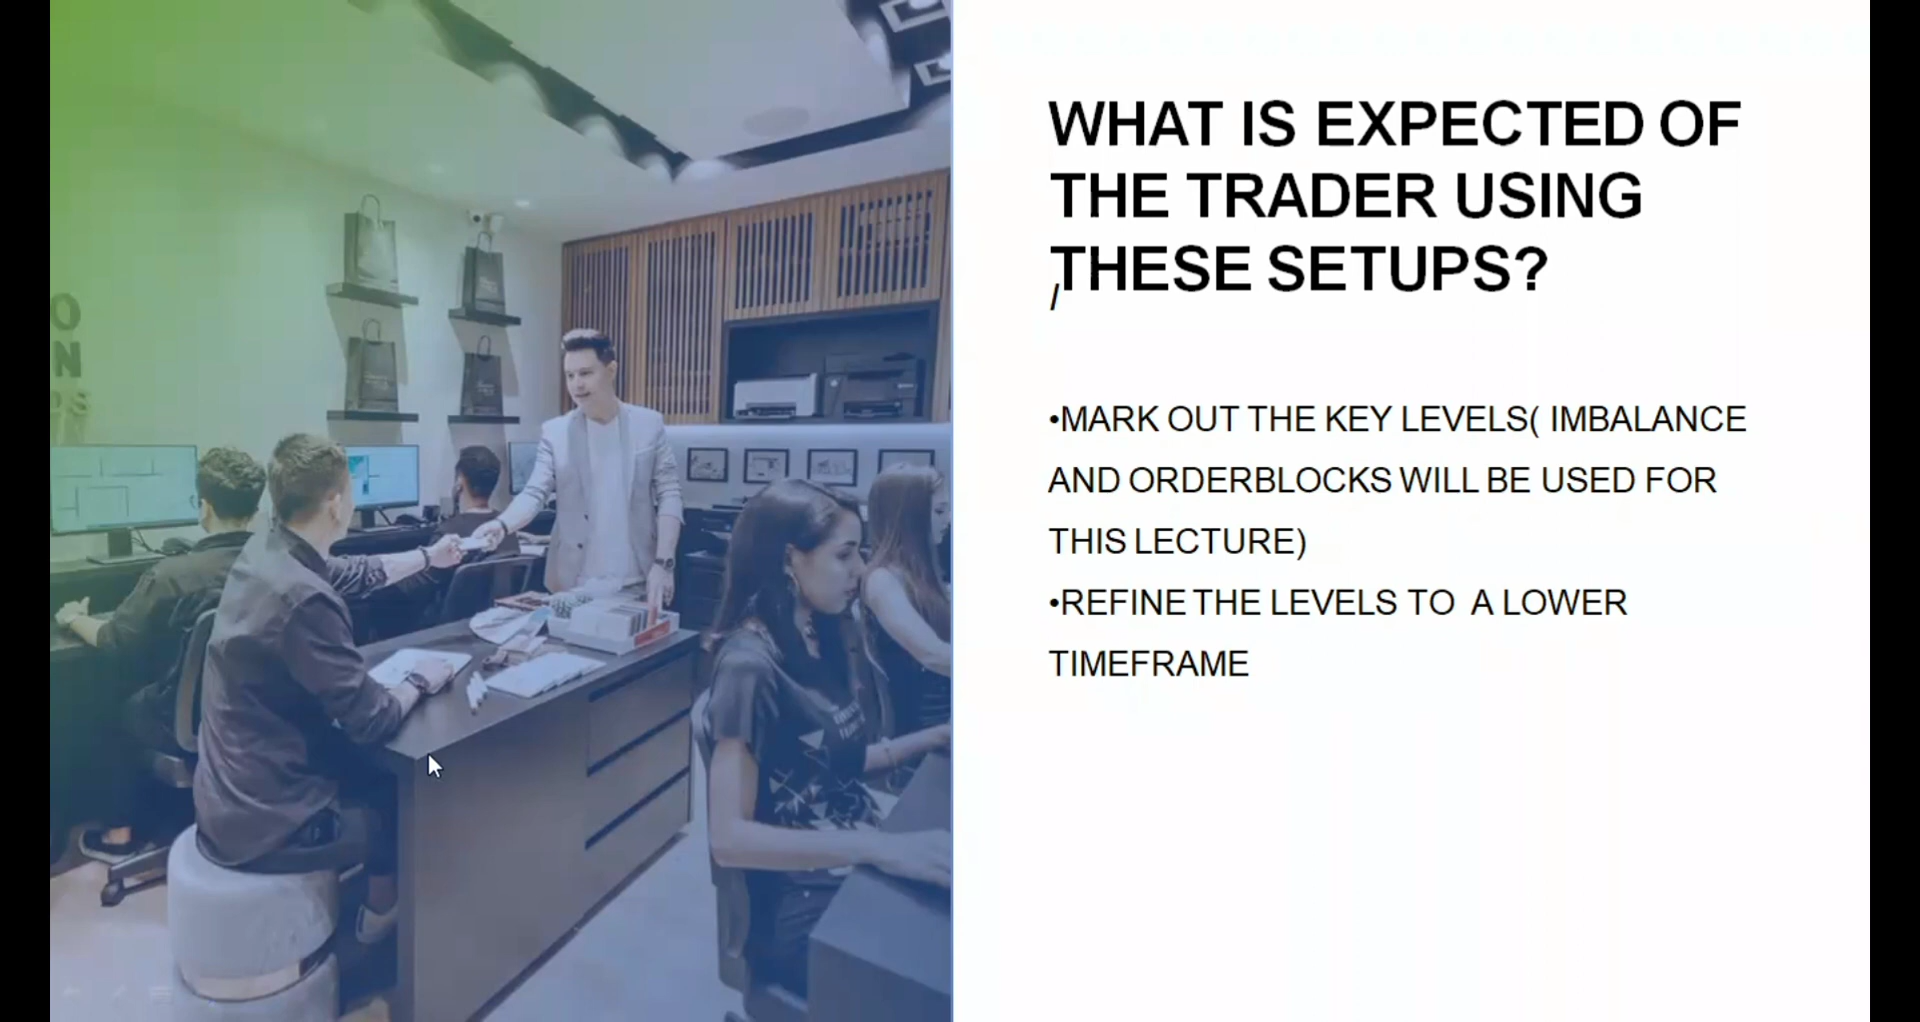 WHAT IS EXPECTED OF
THE TRADER USING
THESE SETUPS?
/
•MARK OUT THE KEY LEVELS( IMBALANCE
AND ORDERBLOCKS WILL BE USED FOR
THIS LECTURE)
•REFINE THE LEVELS TO  A LOWER
TIMEFRAME
O
N